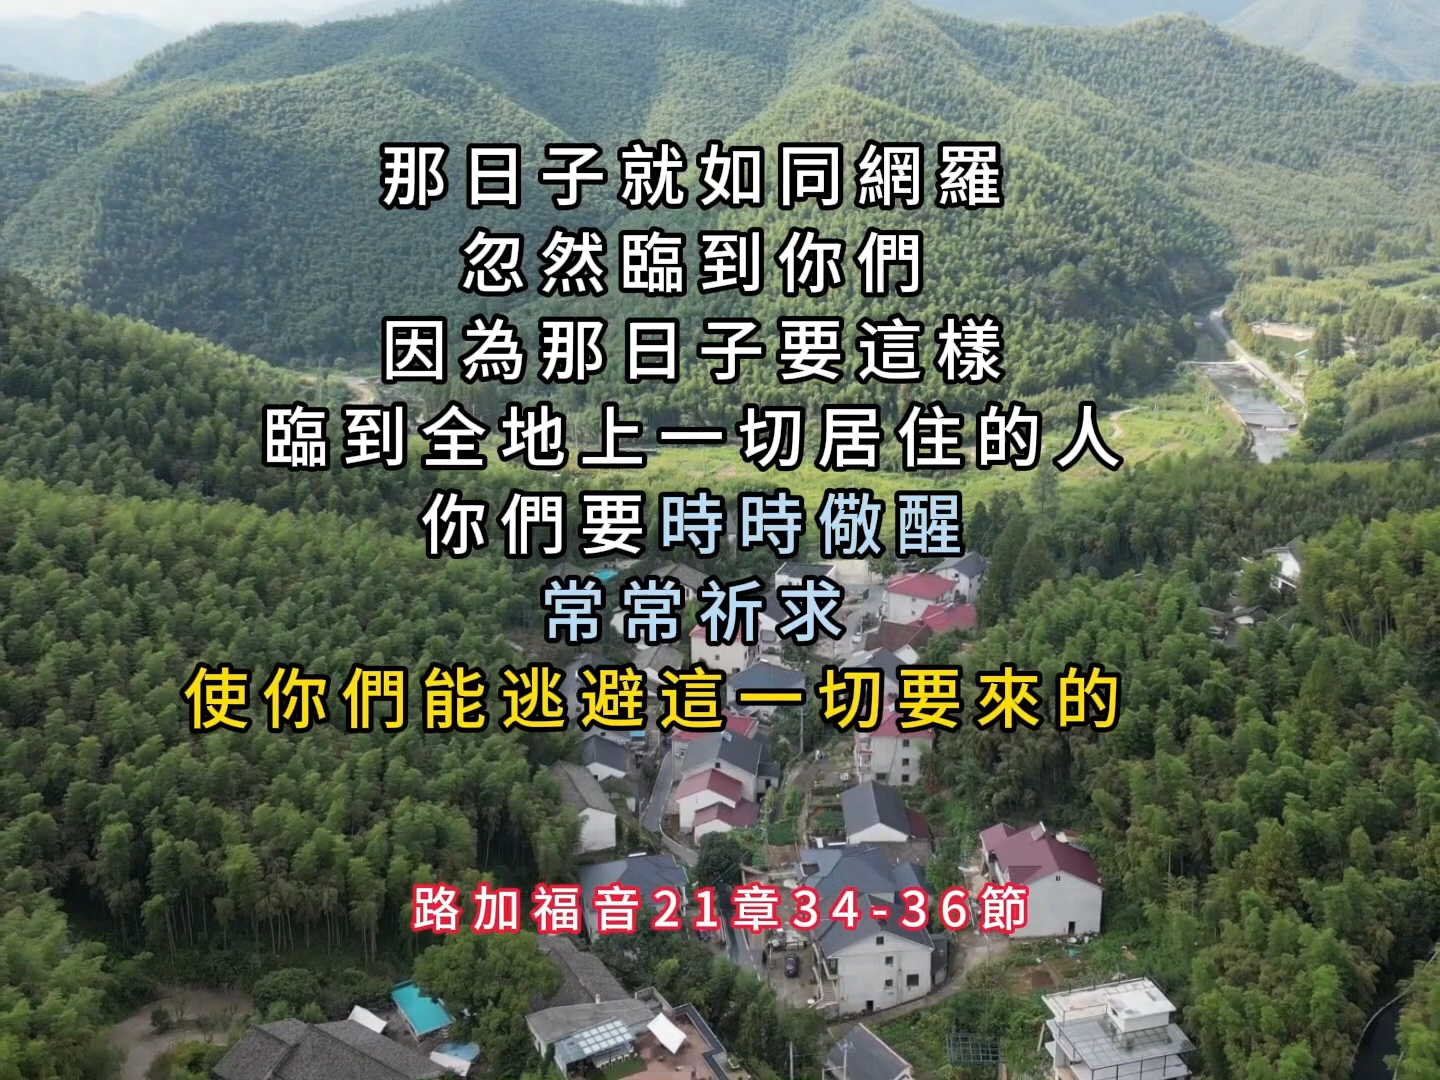 那日子就如同網羅
忽然臨到你們
因為那日子要這樣
臨到全地上一切居住的人
你們要時時儆醒
常常祈求
使你們能逃避這一切要來的
路加福音21章34-36節